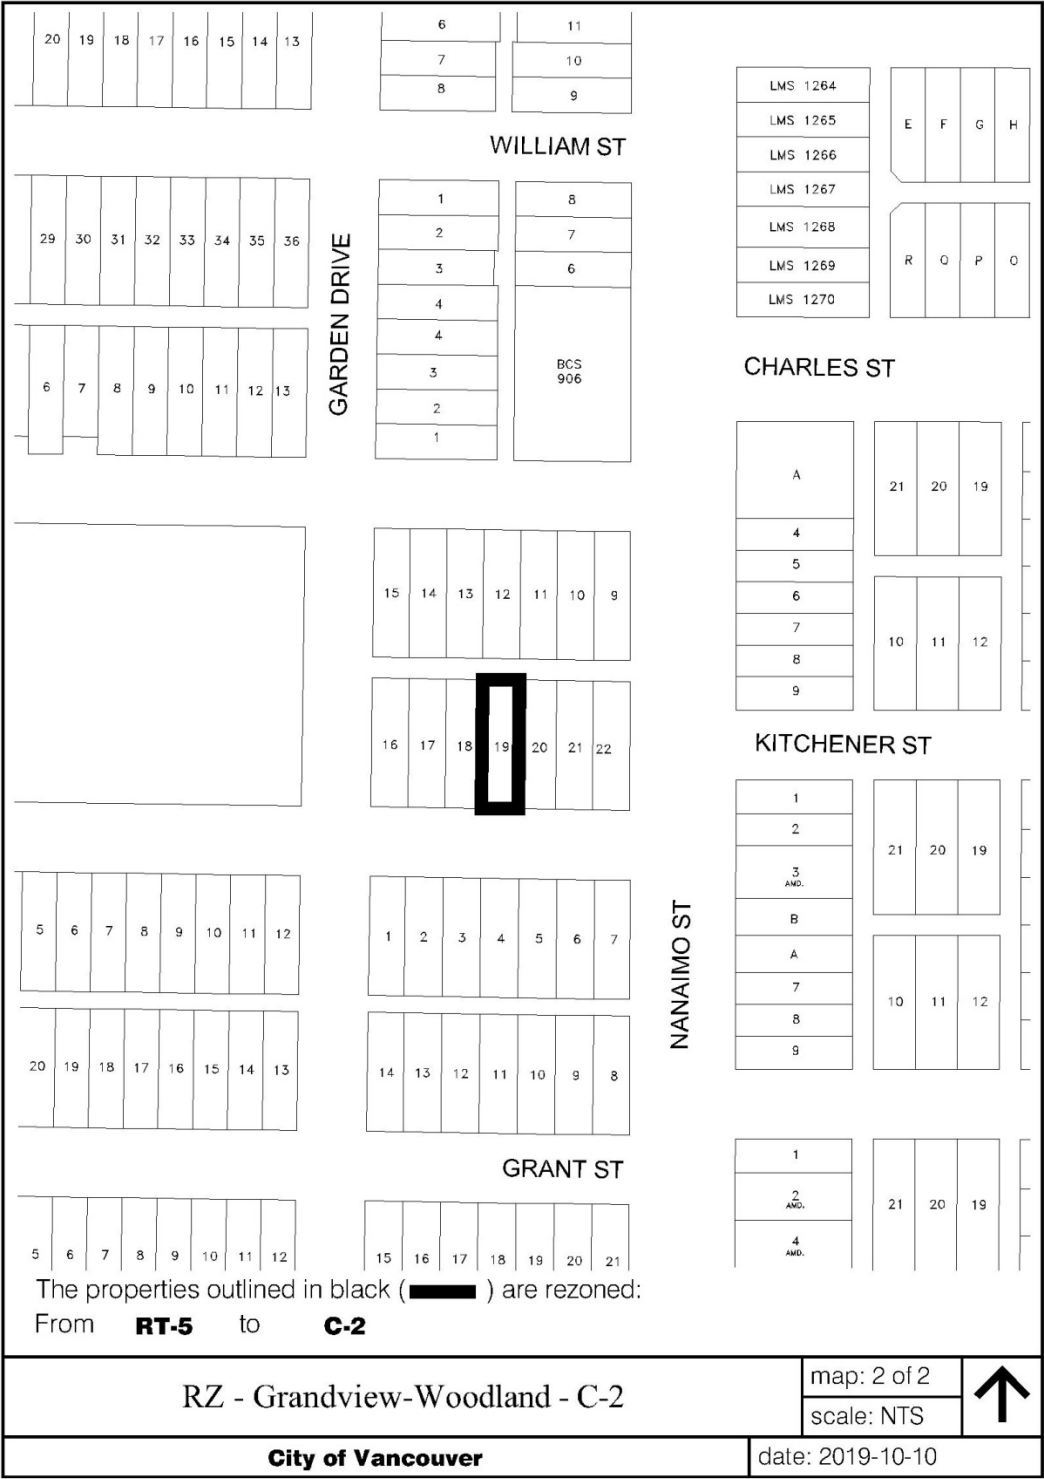 20 19 18 17 16 15 14 13
6 11
7 10
8 9
WILLIAM ST
LMS 1264
LMS 1265
LMS 1266
LMS 1267
LMS 1268
LMS 1269
LMS 1270
E F G H
R Q P O
29 30 31 32 33 34 35 36
6 7 8 9 10 11 12 13
GARDEN DRIVE
1
2
3
4
4
3
2
1
8
7
6
BCS
906
CHARLES ST
A
4
5
6
7
8
9
21 20 19
10 11 12
15 14 13 12 11 10 9
16 17 18 19 20 21 22
KITCHENER ST
1
2
3
AMD.
B
A
7
8
9
21 20 19
10 11 12
NANAIMO ST
5 6 7 8 9 10 11 12
1 2 3 4 5 6 7
20 19 18 17 16 15 14 13
14 13 12 11 10 9 8
GRANT ST
1
2
AMD.
4
AMD.
21 20 19
5 6 7 8 9 10 11 12
15 16 17 18 19 20 21
The properties outlined in black ( ) are rezoned:
From RT-5 to C-2
RZ - Grandview-Woodland - C-2
map: 2 of 2
scale: NTS
City of Vancouver
date: 2019-10-10